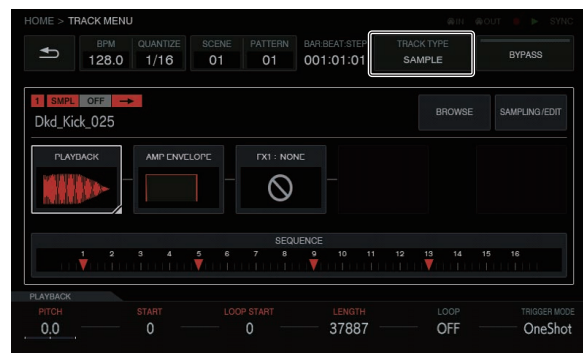 HOME > TRACK MENU
IN OUT SYNC
BPM QUANTIZE SCENE PATTERN BAR:BEAT:STEP TRACK TYPE
128.0 1/16 01 01 001:01:01 SAMPLE BYPASS
1 SMPL OFF
Dkd_Kick_025 BROWSE SAMPLING/EDIT
PLAYBACK AMP ENVELOPE FX1 : NONE
SEQUENCE
1 2 3 4 5 6 7 8 9 10 11 12 13 14 15 16
PLAYBACK
PITCH START LOOP START LENGTH LOOP TRIGGER MODE
0.0 0 0 37887 OFF OneShot